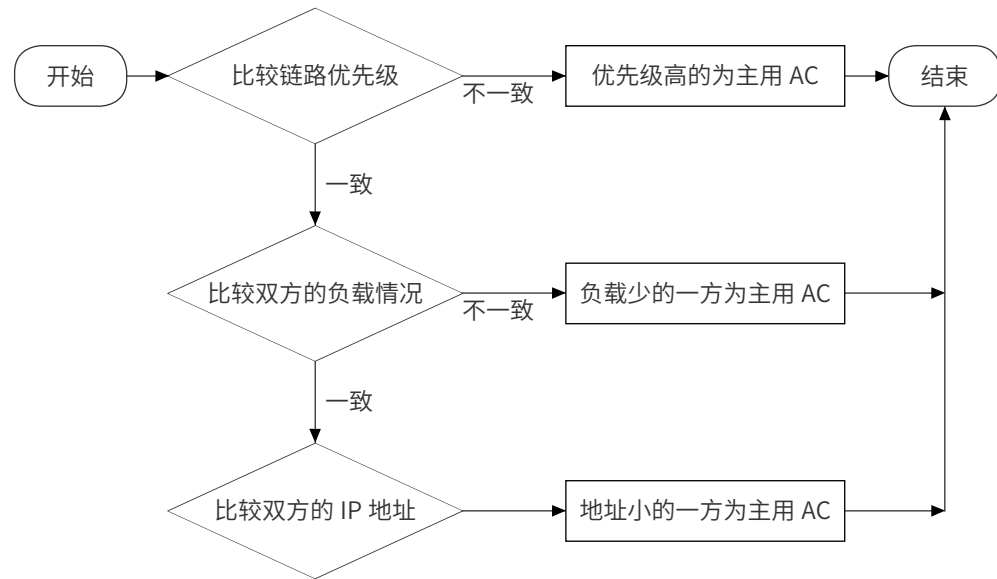 开始
比较链路优先级
不一致
优先级高的为主用 AC
结束
一致
比较双方的负载情况
不一致
负载少的一方为主用 AC
一致
比较双方的 IP 地址
地址小的一方为主用 AC